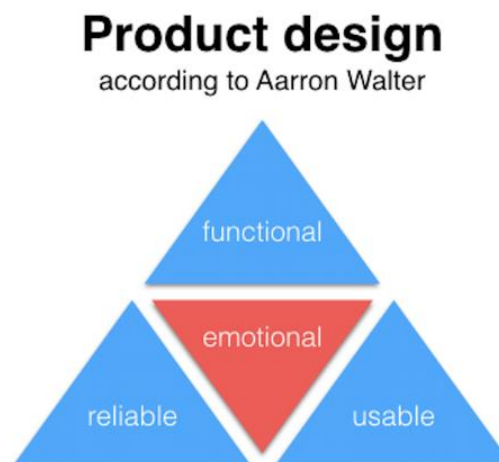 Product design
according to Aarron Walter
functional
emotional
reliable
usable